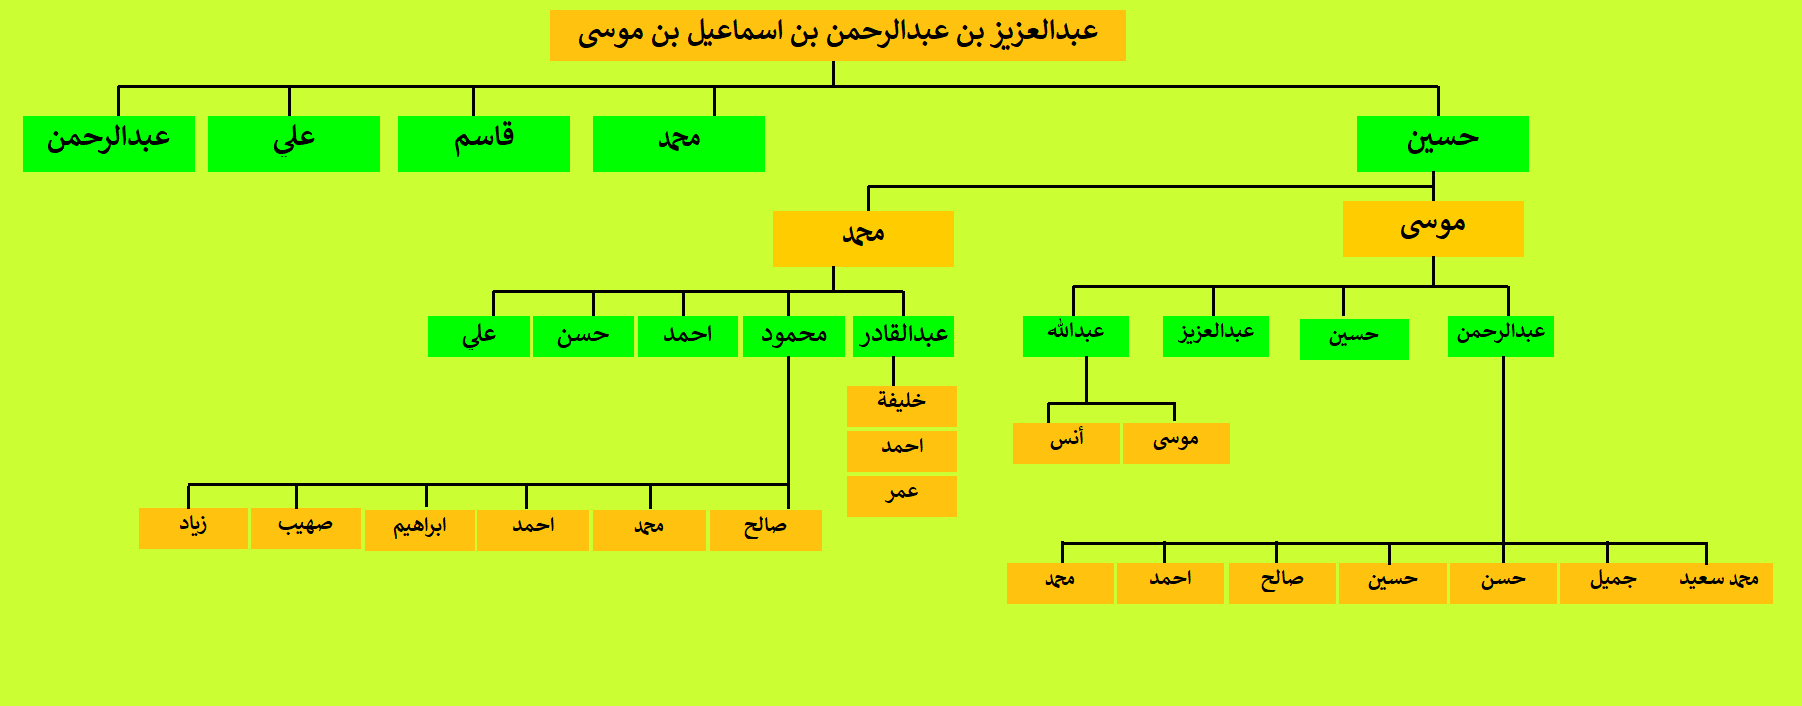 عبدالعزيز بن عبدالرحمن بن اسماعيل بن موسى
حسين
محمد
قاسم
علي
عبدالرحمن
موسى
محمد
عبدالرحمن
حسين
عبدالعزيز
عبدالله
عبدالقادر
محمود
احمد
حسن
علي
خليفة
احمد
عمر
موسى
أنس
صالح
محمد
احمد
ابراهيم
صهيب
زياد
محمد سعيد
جميل
حسن
حسين
صالح
احمد
محمد